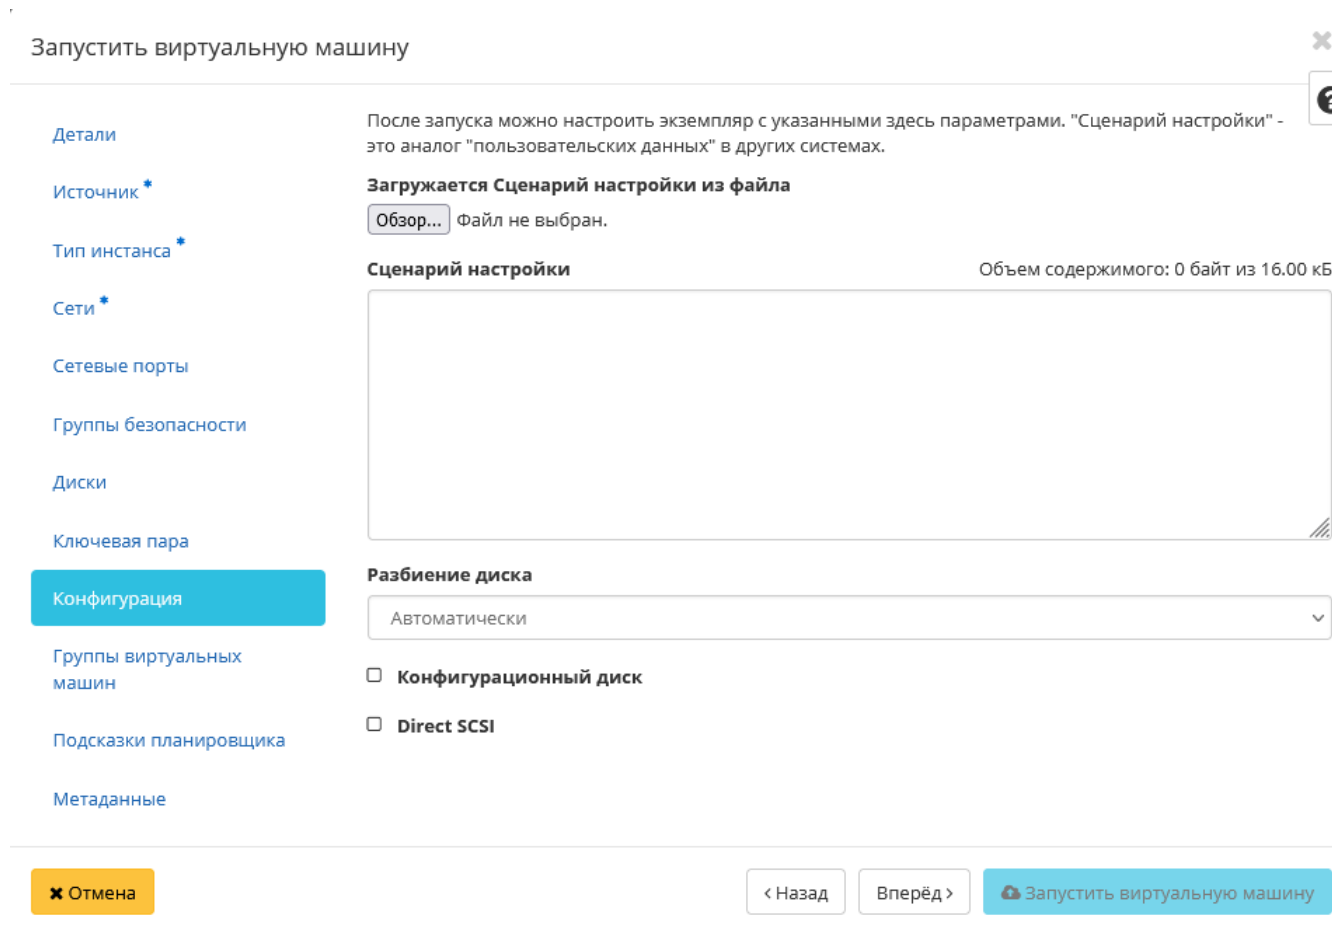 Запустить виртуальную машину
Детали
Источник *
Тип инстанса *
Сети *
Сетевые порты
Группы безопасности
Диски
Ключевая пара
Конфигурация
Группы виртуальных
машин
Подсказки планировщика
Метаданные
После запуска можно настроить экземпляр с указанными здесь параметрами. "Сценарий настройки" -
это аналог "пользовательских данных" в других системах.
Загружается Сценарий настройки из файла
Обзор... Файл не выбран.
Сценарий настройки Объем содержимого: 0 байт из 16.00 кБ
Разбиение диска
Автоматически
Конфигурационный диск
Direct SCSI
Отмена
Назад
Вперёд
Запустить виртуальную машину